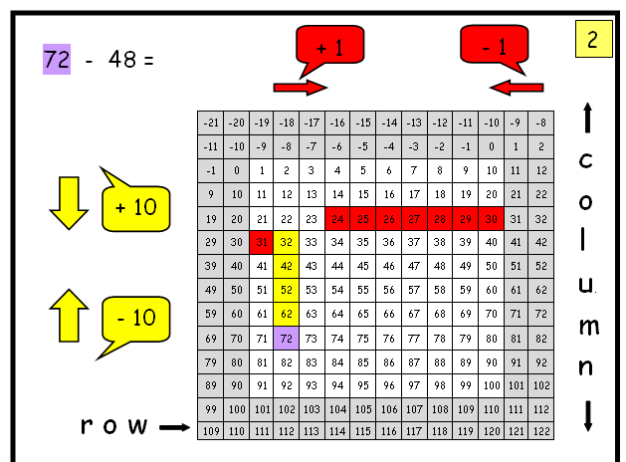 72 - 48 =
+ 1
- 1
2
-21 -20 -19 -18 -17 -16 -15 -14 -13 -12 -11 -10 -9 -8
-11 -10 -9 -8 -7 -6 -5 -4 -3 -2 -1 0 1 2
-1 0 1 2 3 4 5 6 7 8 9 10 11 12
9 10 11 12 13 14 15 16 17 18 19 20 21 22
19 20 21 22 23 24 25 26 27 28 29 30 31 32
29 30 31 32 33 34 35 36 37 38 39 40 41 42
39 40 41 42 43 44 45 46 47 48 49 50 51 52
49 50 51 52 53 54 55 56 57 58 59 60 61 62
59 60 61 62 63 64 65 66 67 68 69 70 71 72
69 70 71 72 73 74 75 76 77 78 79 80 81 82
79 80 81 82 83 84 85 86 87 88 89 90 91 92
89 90 91 92 93 94 95 96 97 98 99 100 101 102
99 100 101 102 103 104 105 106 107 108 109 110 111 112
109 110 111 112 113 114 115 116 117 118 119 120 121 122
+ 10
- 10
row
column